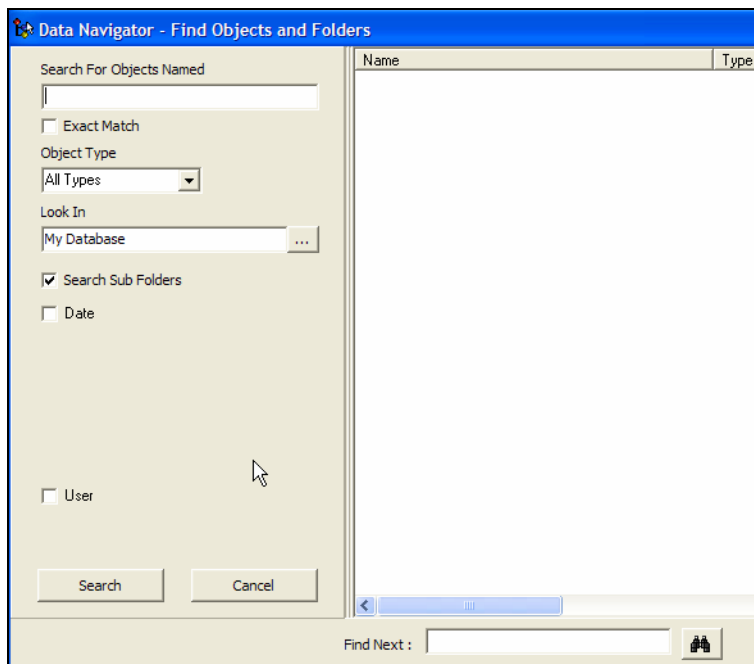 Data Navigator - Find Objects and Folders
Search For Objects Named
Exact Match
Object Type
All Types
Look In
My Database
...
Search Sub Folders
Date
User
Search
Cancel
Name
Type
Find Next :